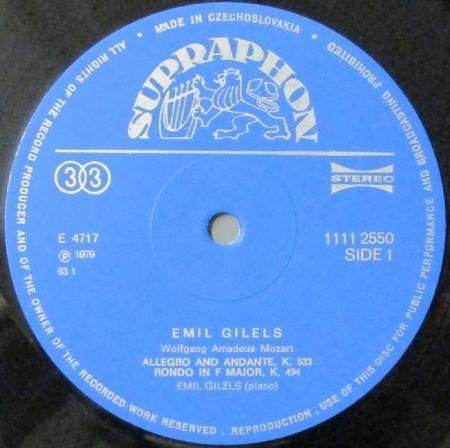 MADE IN CZECHOSLOVAKIA
ALL RIGHTS OF THE RECORD PRODUCER AND OF THE OWNER OF THE RECORDED WORK RESERVED . REPRODUCTION , USE OF THIS DISC FOR PUBLIC PERFORMANCE AND BROADCASTING PROHIBITED
SUPRAPHON
33
STEREO
E 4717
℗ 1979
83 1
1111 2550
SIDE 1
EMIL GILELS
Wolfgang Amadeus Mozart
ALLEGRO AND ANDANTE, K. 533
RONDO IN F MAJOR, K. 494
EMIL GILELS (piano)